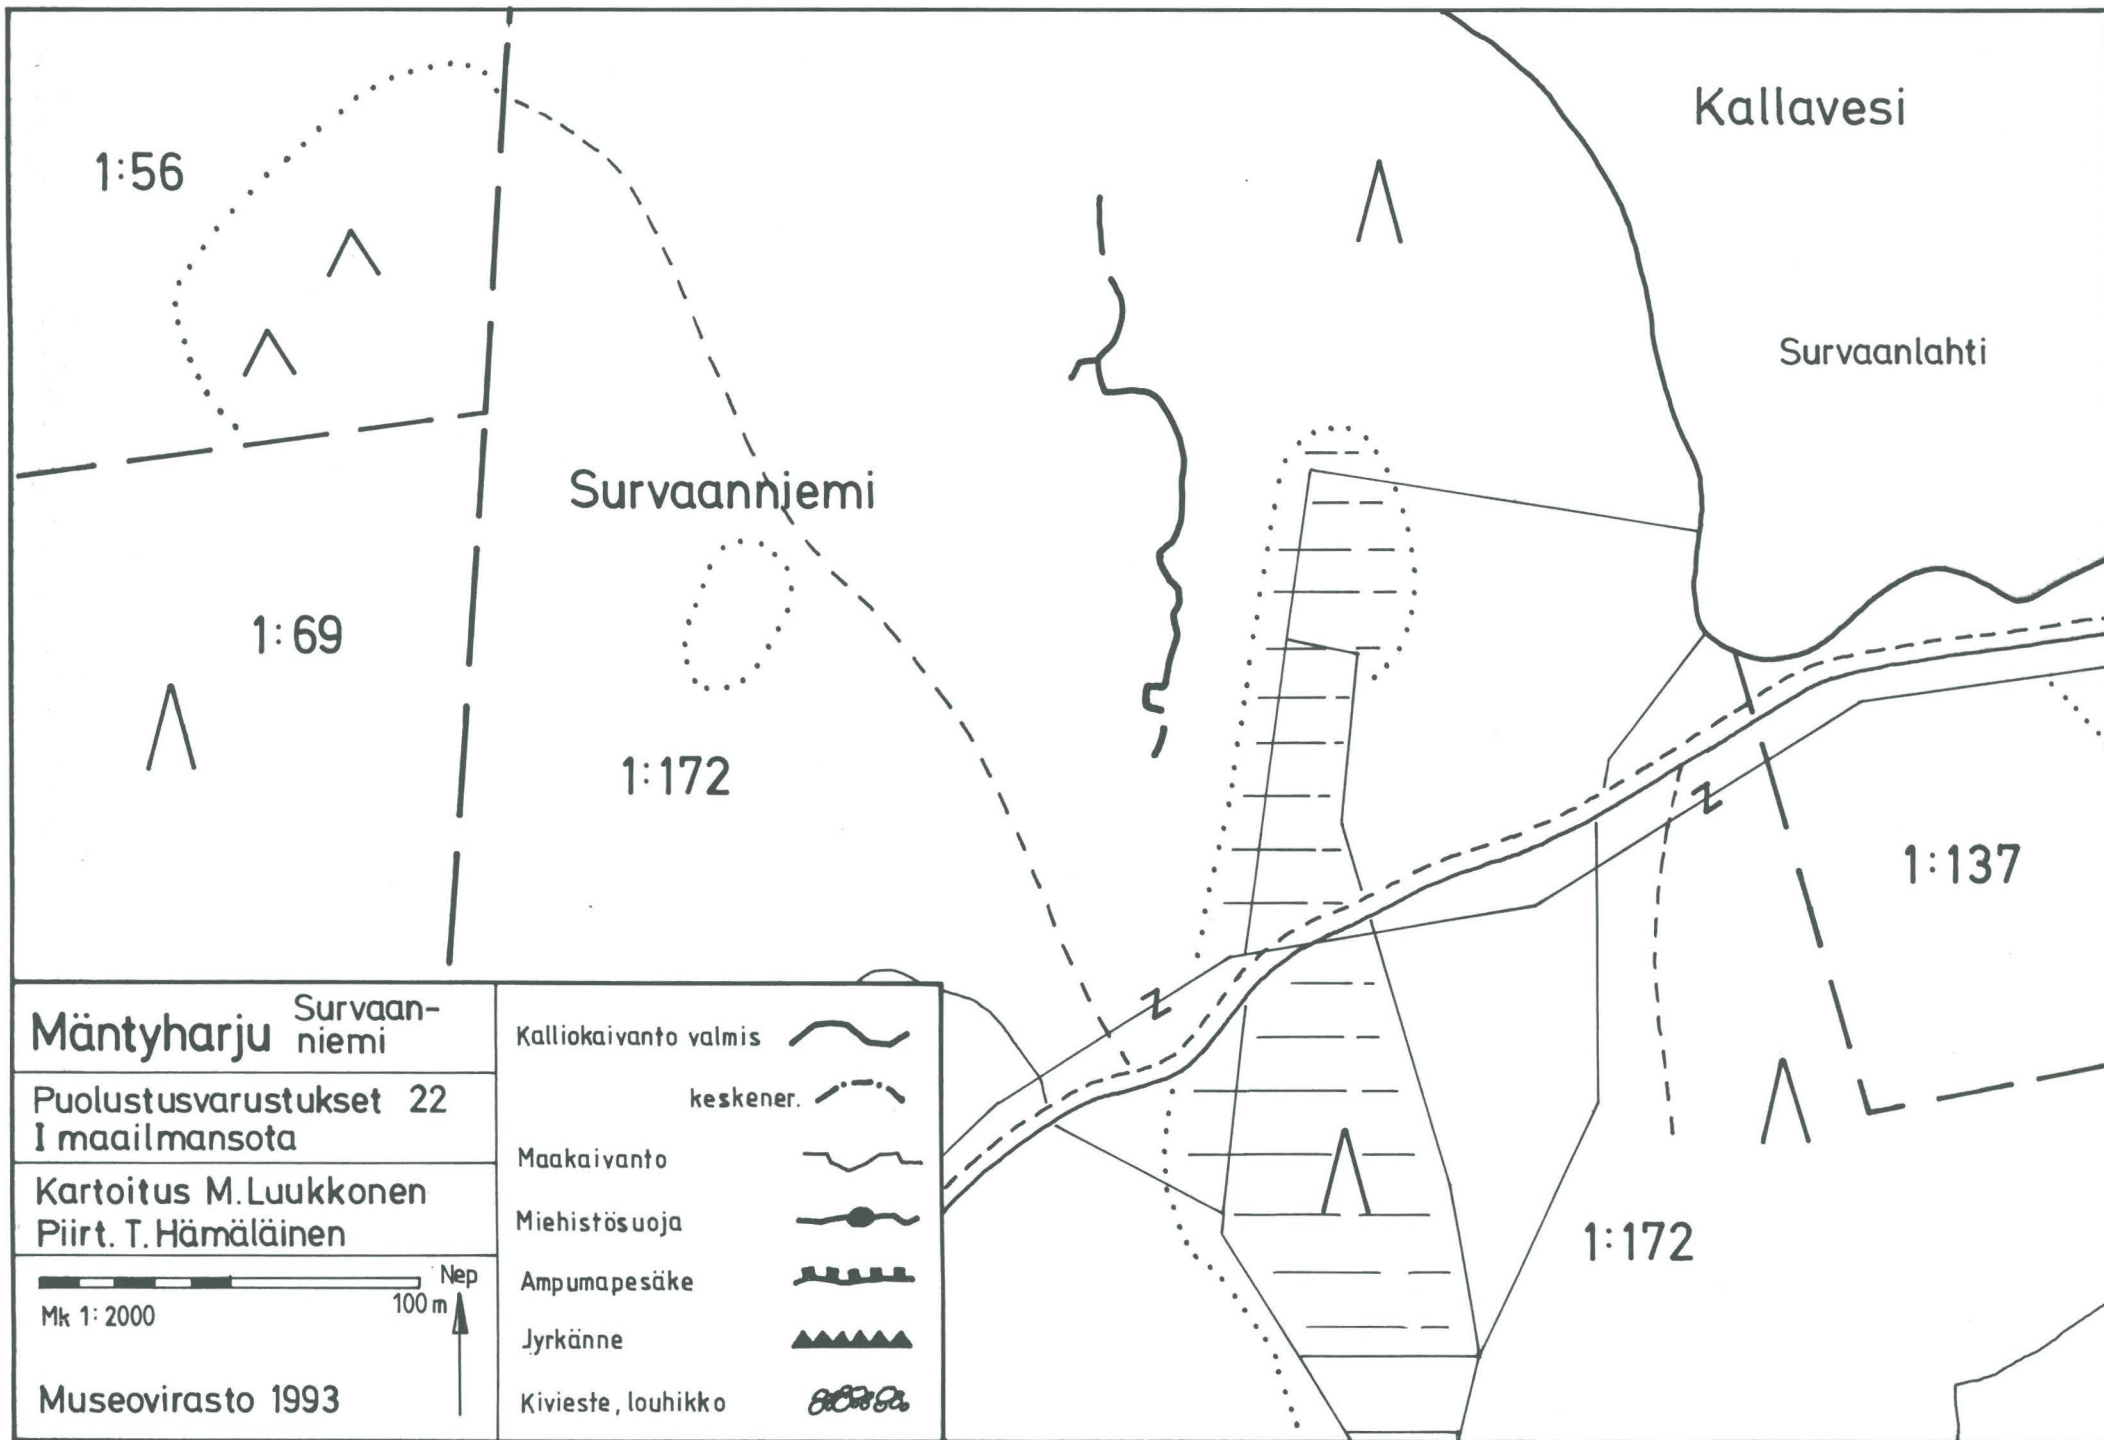 Kallavesi
1:56
Survaanlahti
Survaanniemi
1:69
1:172
1:137
1:172
Mäntyharju Survaan-
niemi
Puolustusvarustukset 22
I maailmansota
Kartoitus M.Luukkonen
Piirt. T.Hämäläinen
Nep
100 m
Mk 1:2000
Museovirasto 1993
Kalliokaivanto valmis
keskener.
Maakaivanto
Miehistösuoja
Ampumapesäke
Jyrkänne
Kivieste, louhikko